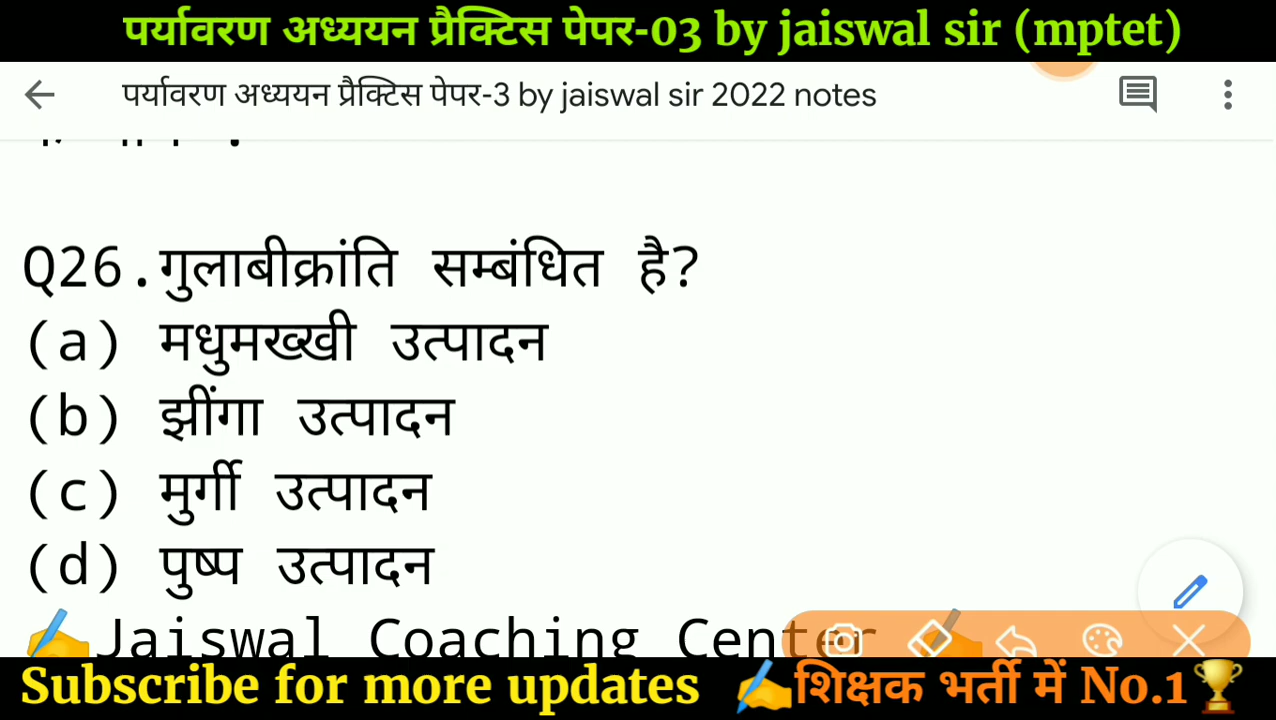 पर्यावरण अध्ययन प्रैक्टिस पेपर-03 by jaiswal sir (mptet)
पर्यावरण अध्ययन प्रैक्टिस पेपर-3 by jaiswal sir 2022 notes
Q26.गुलाबीक्रांति सम्बंधित है?
(a) मधुमख्खी उत्पादन
(b) झींगा उत्पादन
(c) मुर्गी उत्पादन
(d) पुष्प उत्पादन
✍️Jaiswal Coaching Center ✍️
Subscribe for more updates ✍️शिक्षक भर्ती में No.1🏆